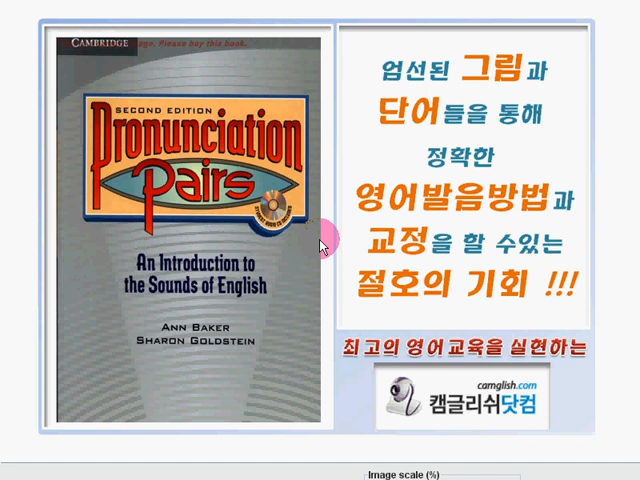 CAMBRIDGE
age. Please buy this book.
SECOND EDITION
Pronunciation
Pairs
STUDENT AUDIO CD INCLUDED
An Introduction to
the Sounds of English
ANN BAKER
SHARON GOLDSTEIN
엄선된 그림과
단어들을 통해
정확한
영어발음방법과
교정을 할 수있는
절호의 기회 !!!
최고의 영어교육을 실현하는
camglish.com
캠글리쉬닷컴
Image scale (%)